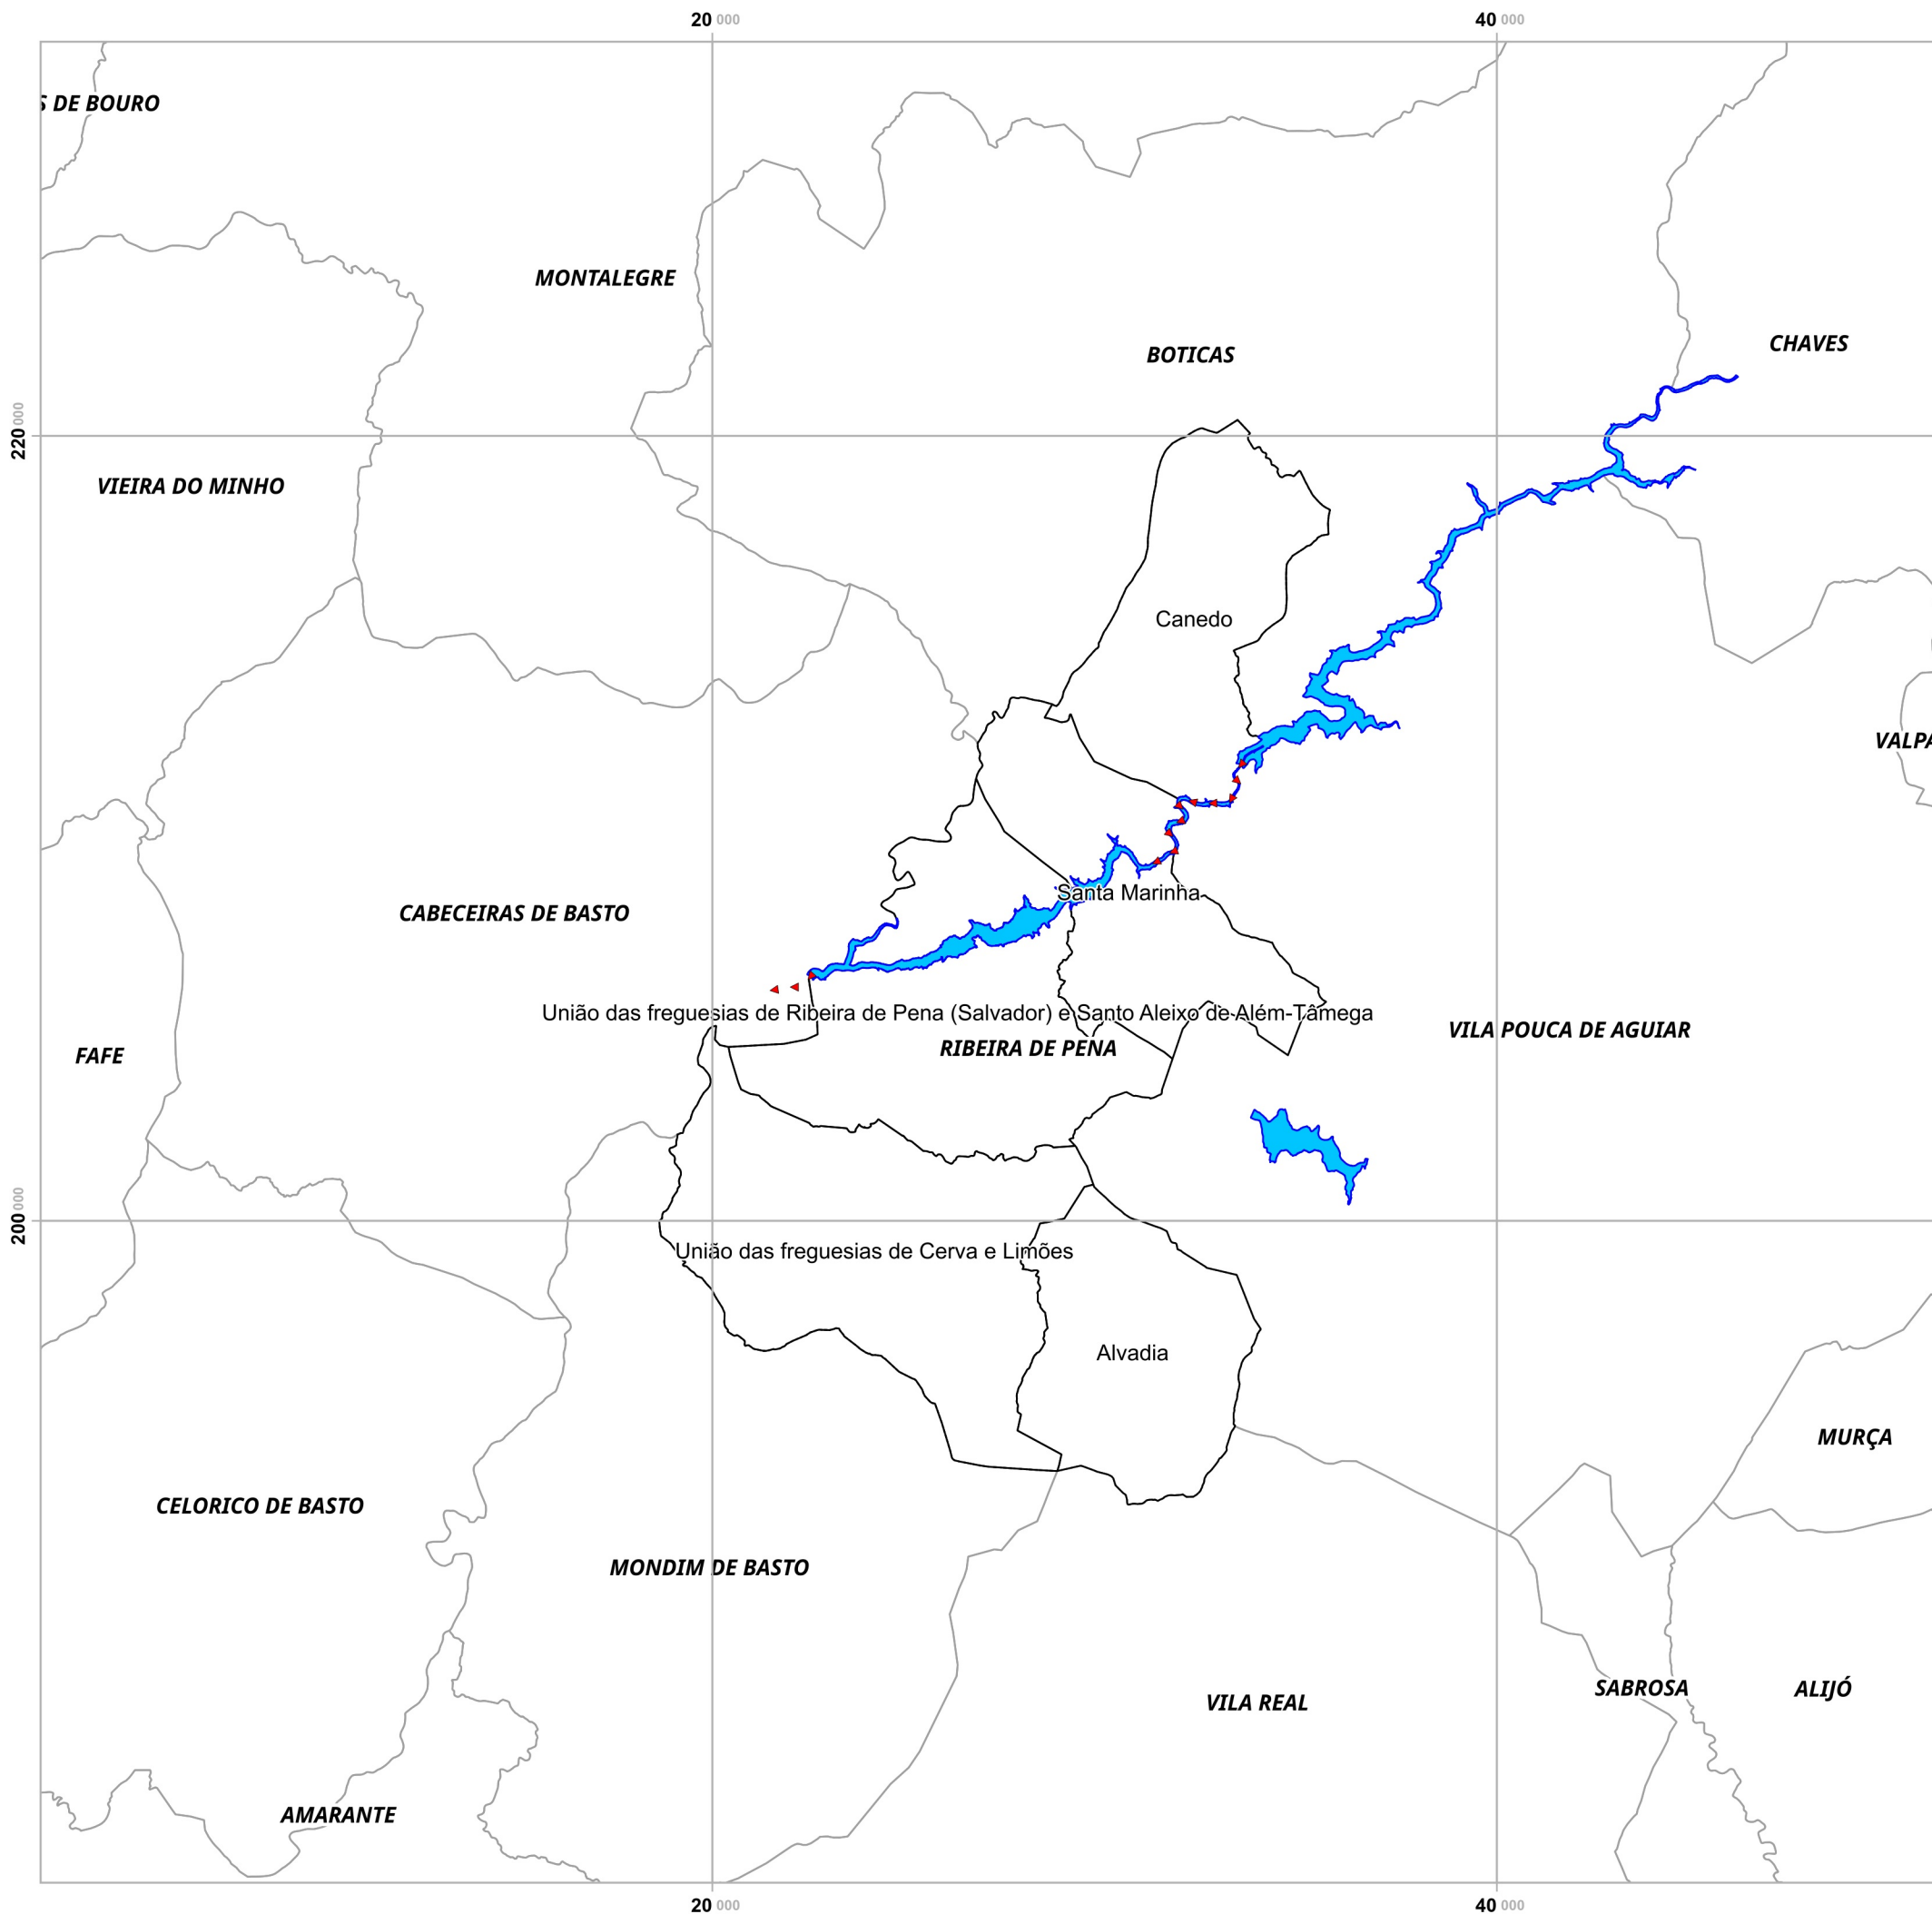 20 000
40 000
S DE BOURO
MONTALEGRE
CHAVES
BOTICAS
220 000
VIEIRA DO MINHO
Canedo
VALPA
Santa Marinha
CABECEIRAS DE BASTO
União das freguesias de Ribeira de Pena (Salvador) e Santo Aleixo de Além-Tâmega
VILA POUCA DE AGUIAR
RIBEIRA DE PENA
FAFE
200 000
União das freguesias de Cerva e Limões
Alvadia
MURÇA
CELORICO DE BASTO
MONDIM DE BASTO
SABROSA
ALIJÓ
VILA REAL
AMARANTE
20 000
40 000